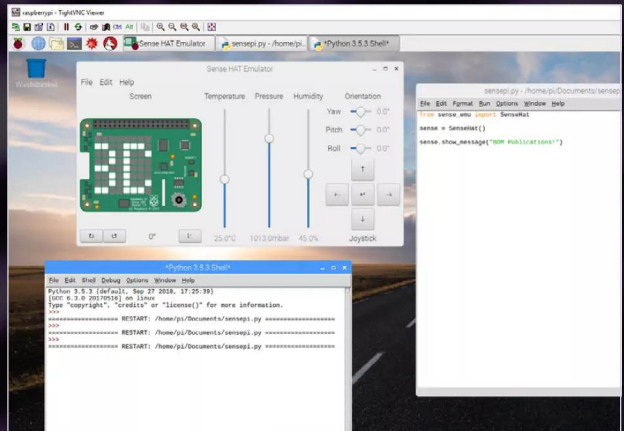 raspberrypi - TightVNC Viewer
Ctrl Alt
Sense HAT Emulator
sensepi.py - /home/pi...
*Python 3.5.3 Shell*
Wastebasket
Sense HAT Emulator
File Edit Help
Screen Temperature Pressure Humidity Orientation
Yaw 0.0°
Pitch 0.0°
Roll 0.0°
0° 25.0°C 1013.0mbar 45.0% Joystick
sensepi.py - /home/pi/Documents/sensep
File Edit Format Run Options Window Help
from sense_emu import SenseHat
sense = SenseHat()
sense.show_message("BOM Publications!")
*Python 3.5.3 Shell*
File Edit Shell Debug Options Window Help
Python 3.5.3 (default, Sep 27 2018, 17:25:39)
[GCC 6.3.0 20170516] on linux
Type "copyright", "credits" or "license()" for more information.
>>>
=================== RESTART: /home/pi/Documents/sensepi.py ===================
>>>
=================== RESTART: /home/pi/Documents/sensepi.py ===================
>>>
=================== RESTART: /home/pi/Documents/sensepi.py ===================